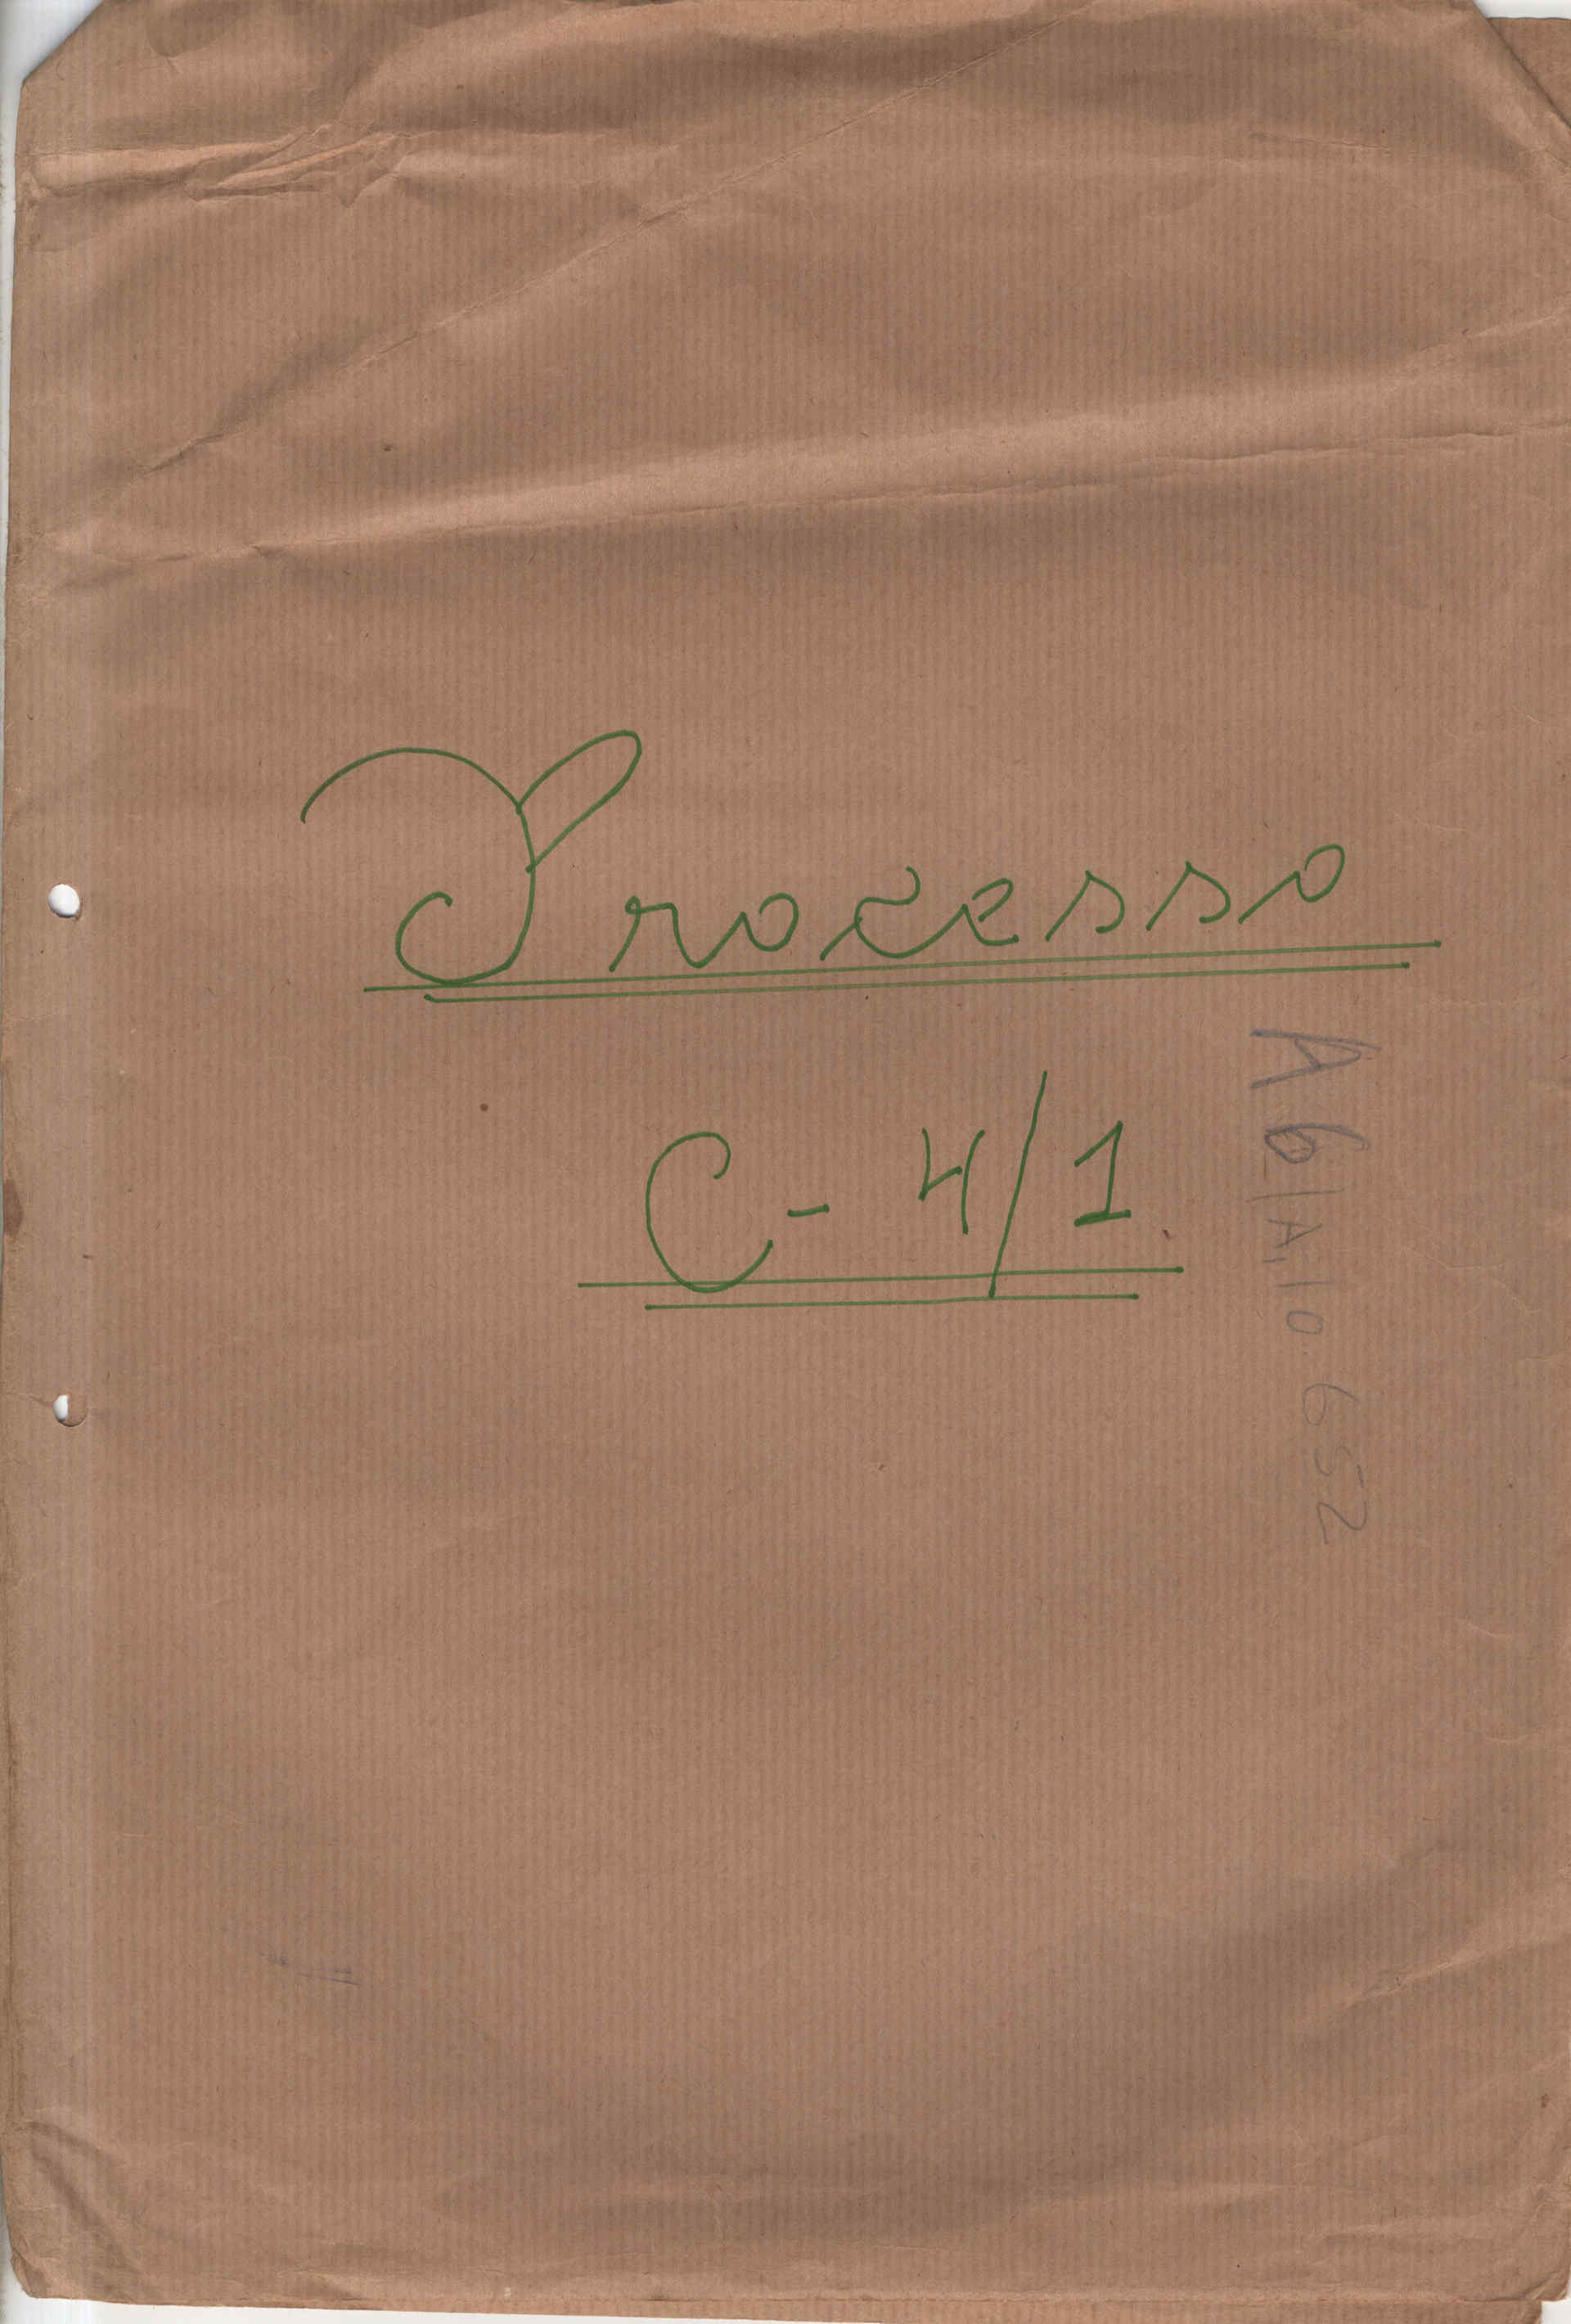 Processo
C-4/1
A6/A,10.652